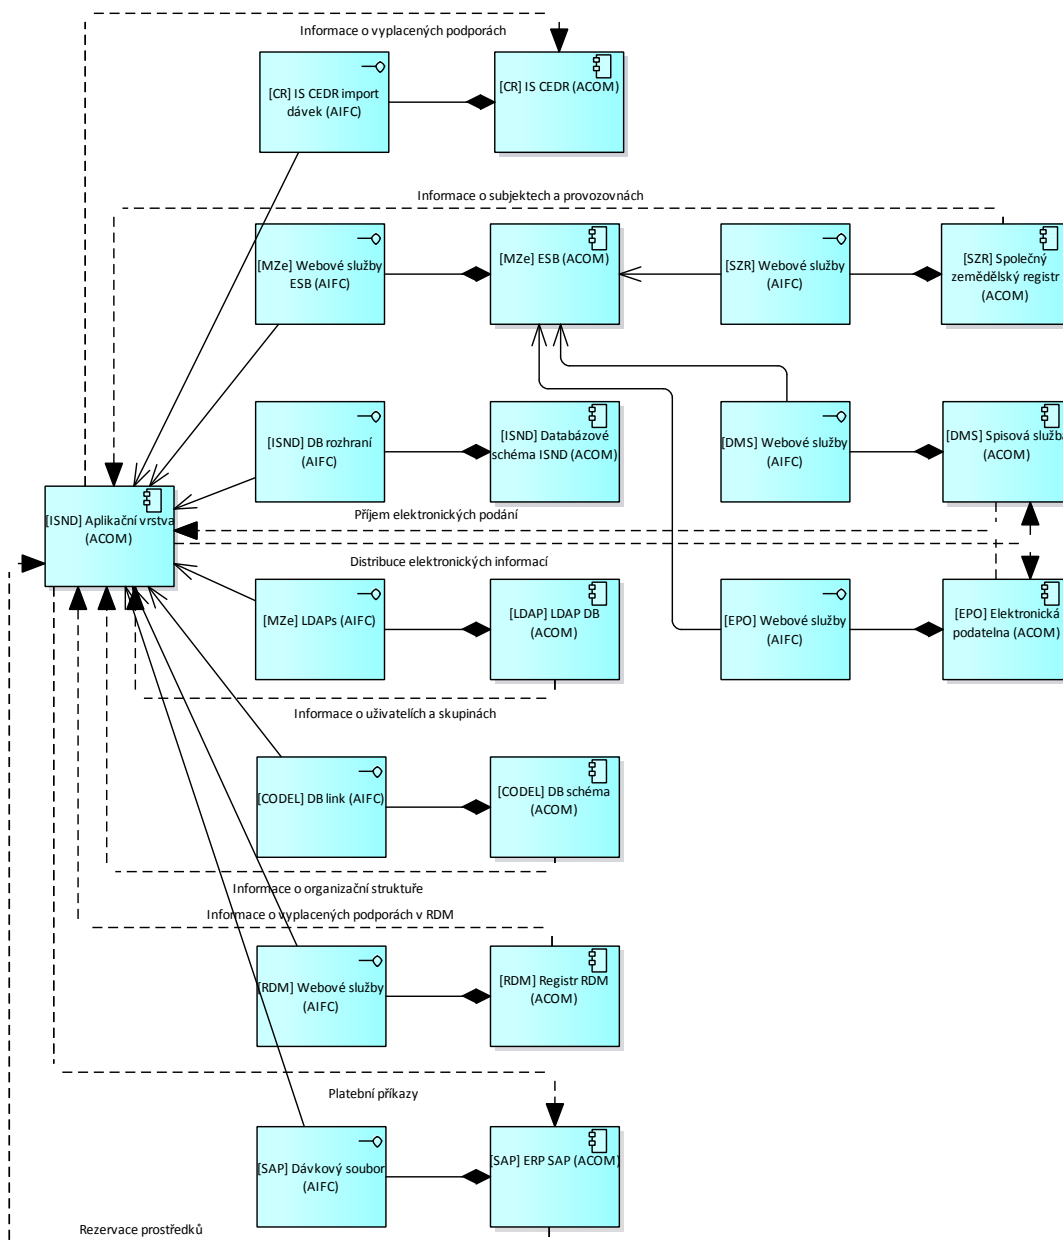 Informace o vyplacených podporách
[CR] IS CEDR import
dávek (AIFC)
[CR] IS CEDR (ACOM)
Informace o subjektech a provozovnách
[MZe] Webové služby
ESB (AIFC)
[MZe] ESB (ACOM)
[SZR] Webové služby
(AIFC)
[SZR] Společný
zemědělský registr
(ACOM)
[ISND] DB rozhraní
(AIFC)
[ISND] Databázové
schéma ISND (ACOM)
[DMS] Webové služby
(AIFC)
[DMS] Spisová služba
(ACOM)
[ISND] Aplikační vrstva
(ACOM)
Příjem elektronických podání
Distribuce elektronických informací
[MZe] LDAPs (AIFC)
[LDAP] LDAP DB
(ACOM)
[EPO] Webové služby
(AIFC)
[EPO] Elektronická
podatelna (ACOM)
Informace o uživatelích a skupinách
[CODEL] DB link (AIFC)
[CODEL] DB schéma
(ACOM)
Informace o organizační struktuře
Informace o vyplacených podporách v RDM
[RDM] Webové služby
(AIFC)
[RDM] Registr RDM
(ACOM)
Platební příkazy
[SAP] Dávkový soubor
(AIFC)
[SAP] ERP SAP (ACOM)
Rezervace prostředků